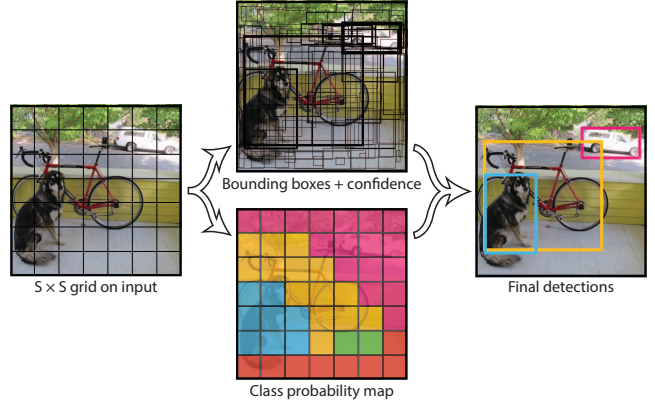 Bounding boxes + confidence
S × S grid on input
Final detections
Class probability map